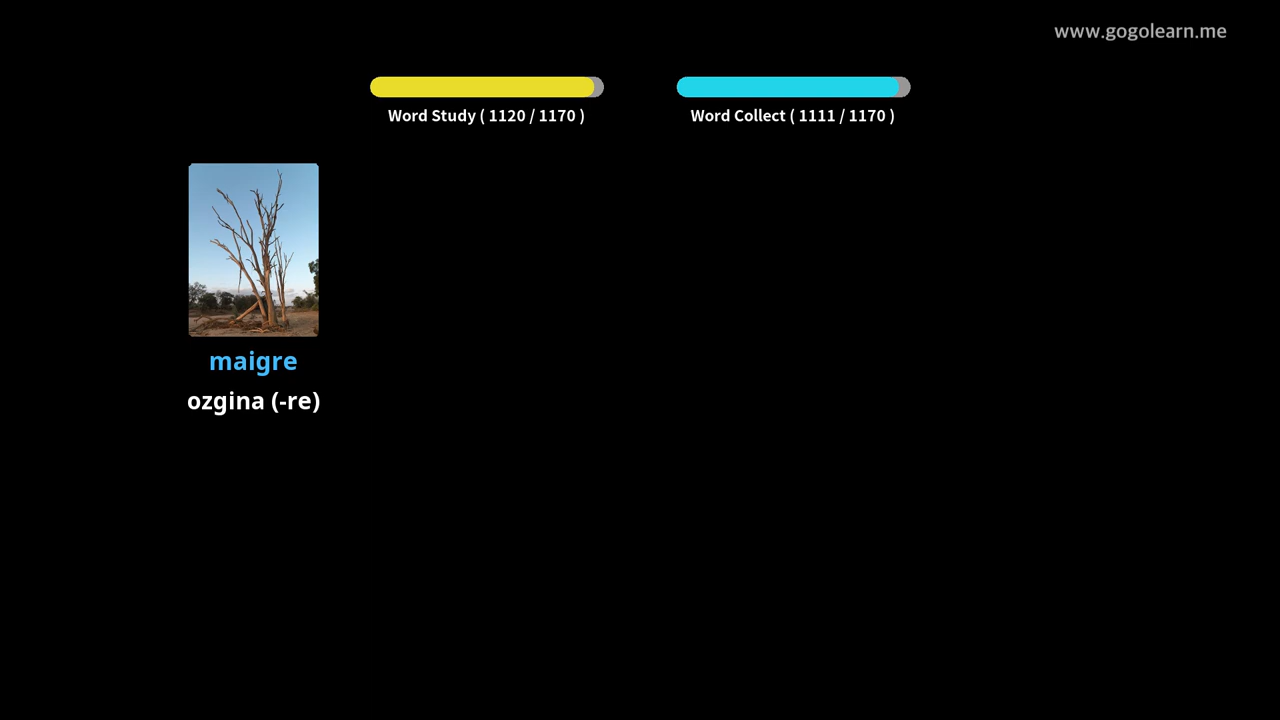 www.gogolearn.me
Word Study ( 1120 / 1170 )
Word Collect ( 1111 / 1170 )
maigre
ozgina (-re)